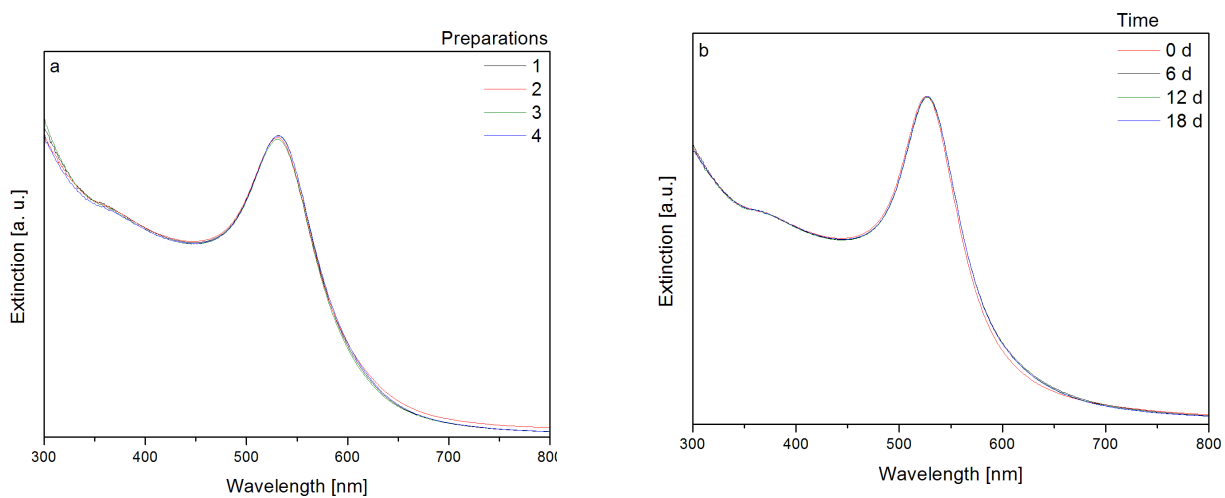 Preparations
a
1
2
3
4
Extinction [a. u.]
300 400 500 600 700 800
Wavelength [nm]
Time
b
0 d
6 d
12 d
18 d
Extinction [a.u.]
300 400 500 600 700 800
Wavelength [nm]